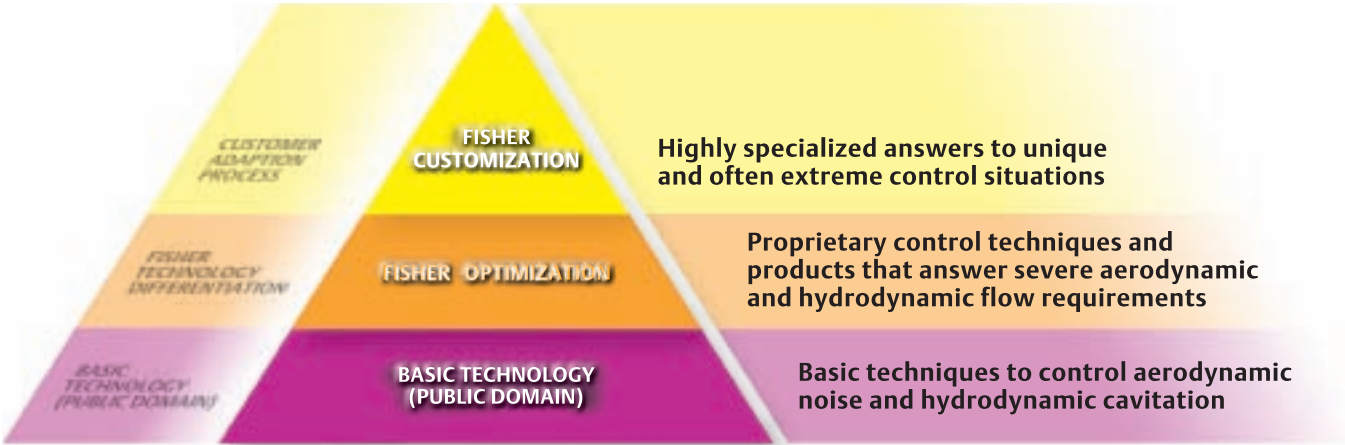 CUSTOMER
ADAPTION
PROCESS
FISHER
CUSTOMIZATION
Highly specialized answers to unique
and often extreme control situations
FISHER
TECHNOLOGY
DIFFERENTIATION
FISHER OPTIMIZATION
Proprietary control techniques and
products that answer severe aerodynamic
and hydrodynamic flow requirements
BASIC
TECHNOLOGY
(PUBLIC DOMAIN)
BASIC TECHNOLOGY
(PUBLIC DOMAIN)
Basic techniques to control aerodynamic
noise and hydrodynamic cavitation